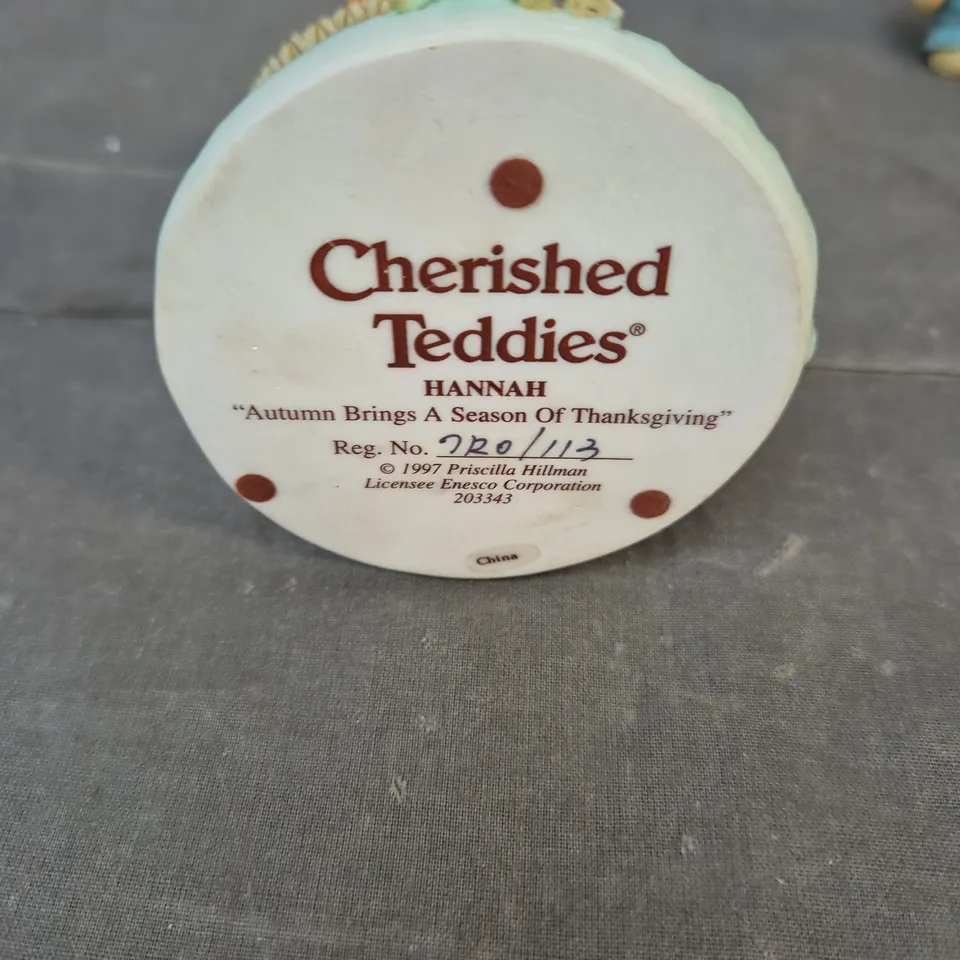 Cherished
Teddies®
HANNAH
"Autumn Brings A Season Of Thanksgiving"
Reg. No. 7R0/113
© 1997 Priscilla Hillman
Licensee Enesco Corporation
203343
China